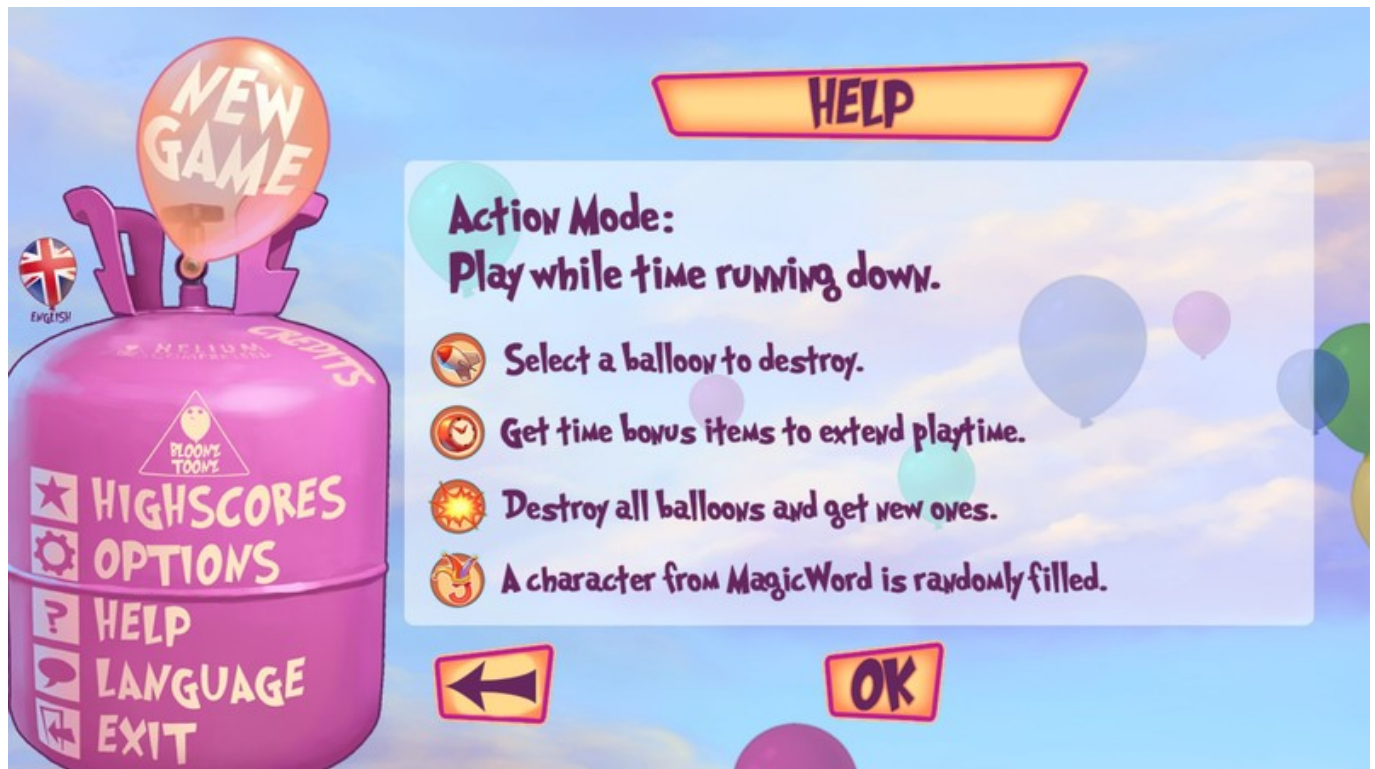 NEW
GAME
ENGLISH
HELIUM
CREDITS
BLOONZ
TOONZ
HIGHSCORES
OPTIONS
HELP
LANGUAGE
EXIT
HELP
Action Mode:
Play while time running down.
Select a balloon to destroy.
Get time bonus items to extend playtime.
Destroy all balloons and get new ones.
A character from MagicWord is randomly filled.
OK